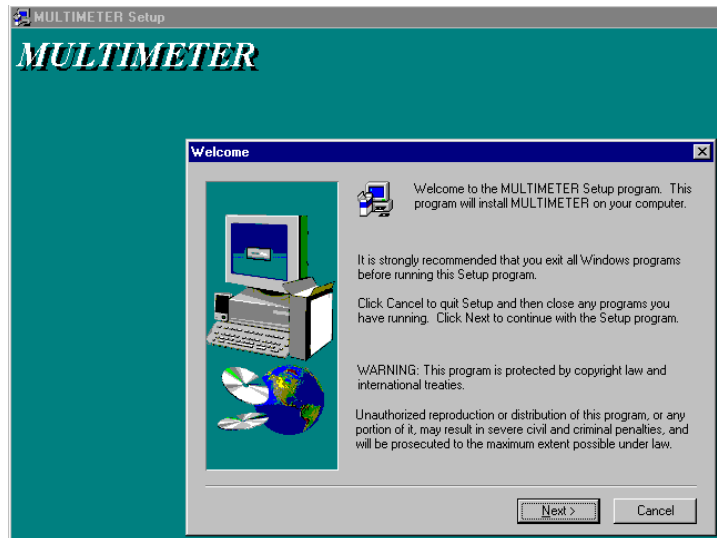 MULTIMETER Setup
MULTIMETER
Welcome
Welcome to the MULTIMETER Setup program. This
program will install MULTIMETER on your computer.
It is strongly recommended that you exit all Windows programs
before running this Setup program.
Click Cancel to quit Setup and then close any programs you
have running. Click Next to continue with the Setup program.
WARNING: This program is protected by copyright law and
international treaties.
Unauthorized reproduction or distribution of this program, or any
portion of it, may result in severe civil and criminal penalties, and
will be prosecuted to the maximum extent possible under law.
Next >
Cancel